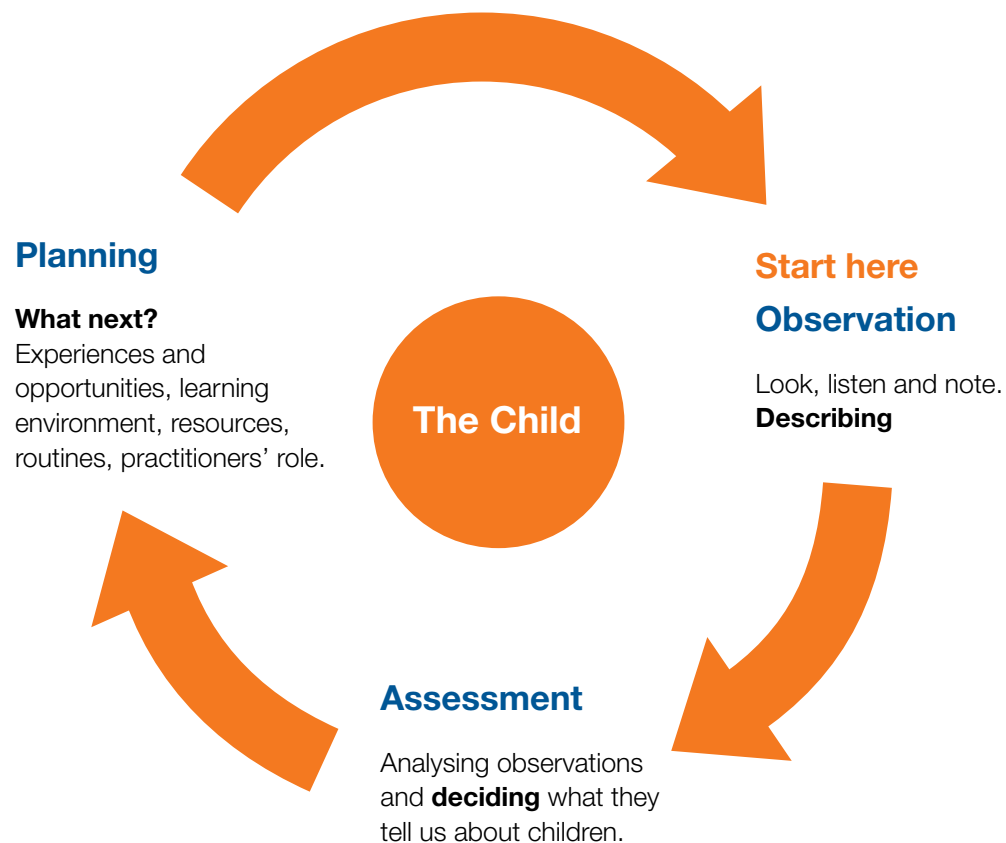 Planning
What next?
Experiences and
opportunities, learning
environment, resources,
routines, practitioners’ role.
The Child
Start here
Observation
Look, listen and note.
Describing
Assessment
Analysing observations
and deciding what they
tell us about children.